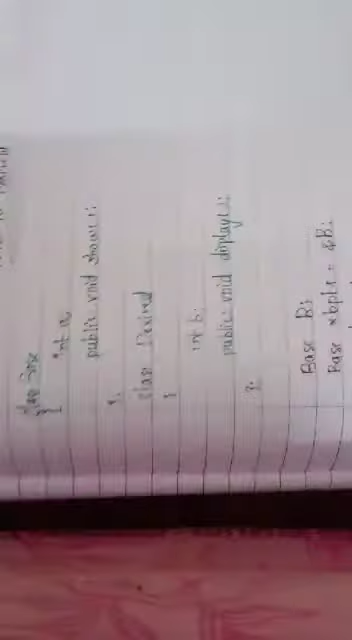 class Base
{
int a;
public: void show();
};
class Derived
{
int b;
public: void display();
};
Base B;
Base *bptr = &B;